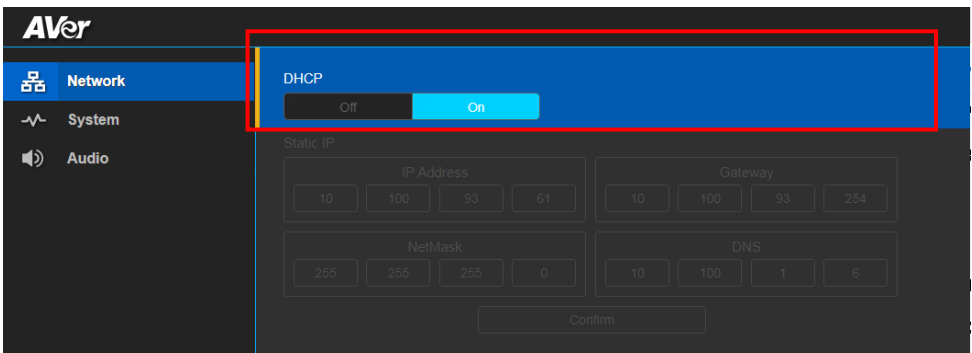 AVer
Network
System
Audio
DHCP
Off On
Static IP
IP Address Gateway
10 . 100 . 93 . 61 10 . 100 . 93 . 254
NetMask DNS
255 . 255 . 255 . 0 10 . 100 . 1 . 6
Confirm